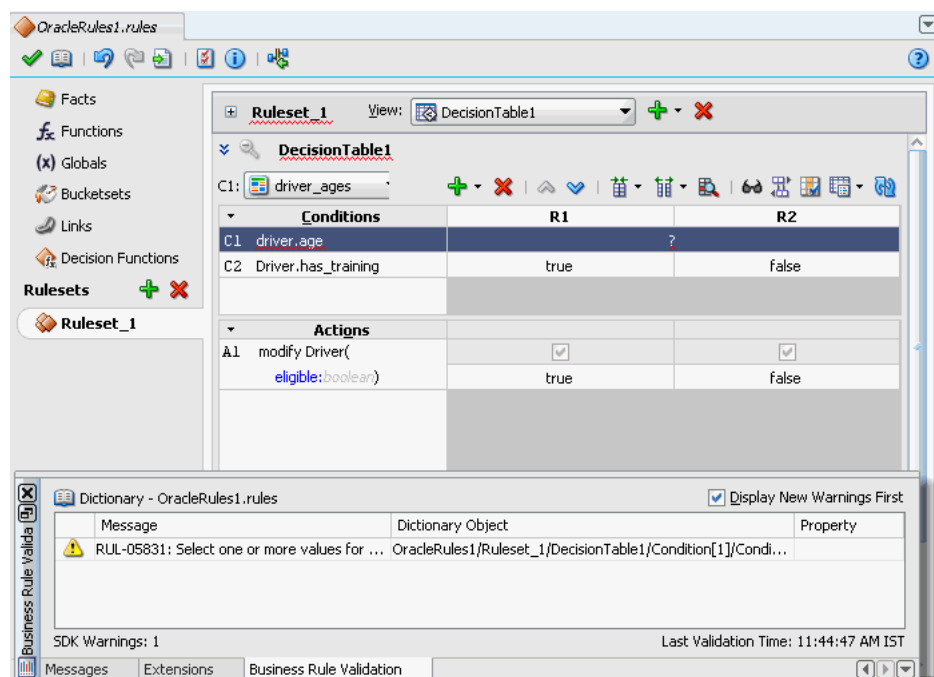 OracleRules1.rules
Facts
fx Functions
(x) Globals
Bucketsets
Links
Decision Functions
Rulesets
Ruleset_1
Ruleset_1 View: DecisionTable1
DecisionTable1
C1: driver_ages
Conditions R1 R2
C1 driver.age ?
C2 Driver.has_training true false
Actions
A1 modify Driver(
eligible:boolean) true false
Business Rule Valida
Dictionary - OracleRules1.rules Display New Warnings First
Message Dictionary Object Property
RUL-05831: Select one or more values for ... OracleRules1/Ruleset_1/DecisionTable1/Condition[1]/Condi...
SDK Warnings: 1 Last Validation Time: 11:44:47 AM IST
Messages Extensions Business Rule Validation